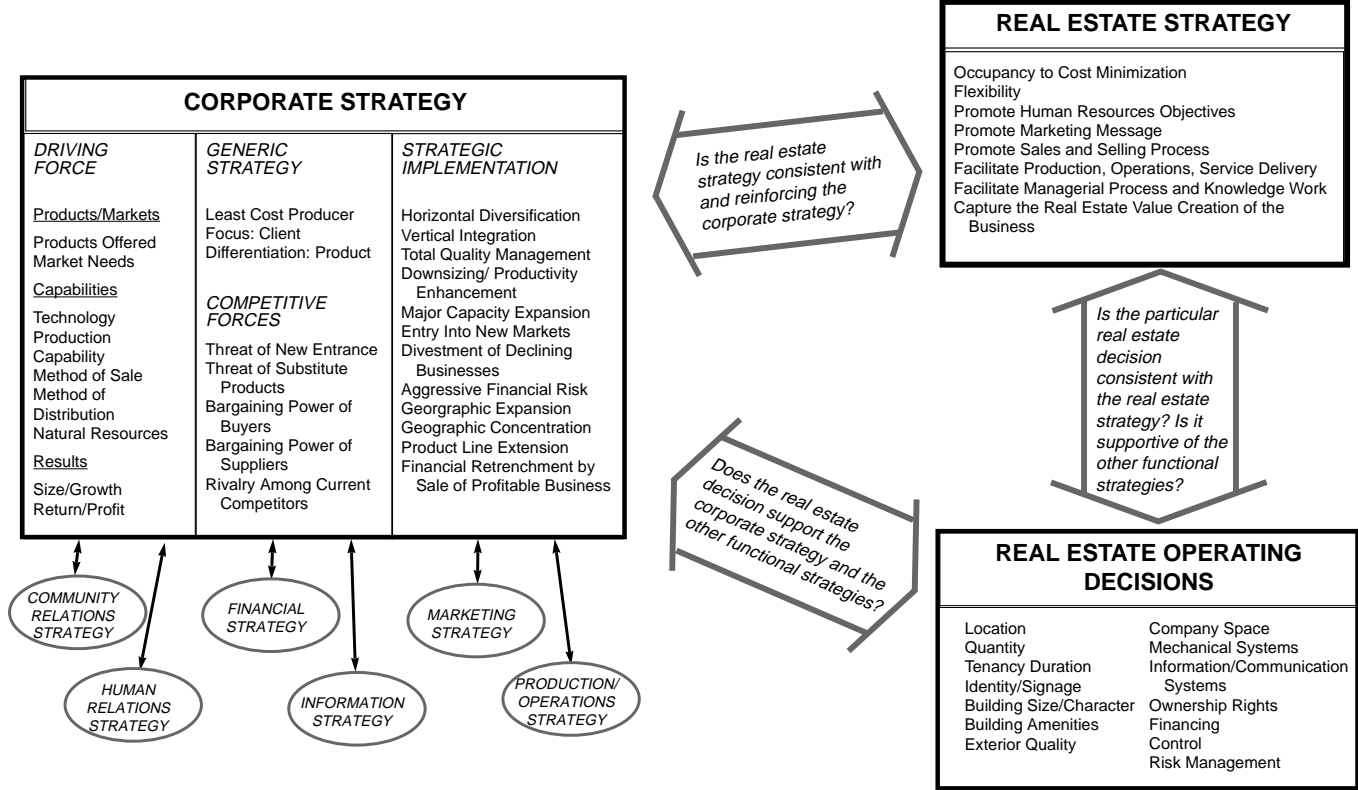 CORPORATE STRATEGY
DRIVING
FORCE
Products/Markets
Products Offered
Market Needs
Capabilities
Technology
Production
Capability
Method of Sale
Method of
Distribution
Natural Resources
Results
Size/Growth
Return/Profit
GENERIC
STRATEGY
Least Cost Producer
Focus: Client
Differentiation: Product
COMPETITIVE
FORCES
Threat of New Entrance
Threat of Substitute
Products
Bargaining Power of
Buyers
Bargaining Power of
Suppliers
Rivalry Among Current
Competitors
STRATEGIC
IMPLEMENTATION
Horizontal Diversification
Vertical Integration
Total Quality Management
Downsizing/ Productivity
Enhancement
Major Capacity Expansion
Entry Into New Markets
Divestment of Declining
Businesses
Aggressive Financial Risk
Georgraphic Expansion
Geographic Concentration
Product Line Extension
Financial Retrenchment by
Sale of Profitable Business
COMMUNITY
RELATIONS
STRATEGY
HUMAN
RELATIONS
STRATEGY
FINANCIAL
STRATEGY
INFORMATION
STRATEGY
MARKETING
STRATEGY
PRODUCTION/
OPERATIONS
STRATEGY
Is the real estate
strategy consistent with
and reinforcing the
corporate strategy?
REAL ESTATE STRATEGY
Occupancy to Cost Minimization
Flexibility
Promote Human Resources Objectives
Promote Marketing Message
Promote Sales and Selling Process
Facilitate Production, Operations, Service Delivery
Facilitate Managerial Process and Knowledge Work
Capture the Real Estate Value Creation of the
Business
Is the particular
real estate
decision
consistent with
the real estate
strategy? Is it
supportive of the
other functional
strategies?
Does the real estate
decision support the
corporate strategy and the
other functional strategies?
REAL ESTATE OPERATING
DECISIONS
Location
Quantity
Tenancy Duration
Identity/Signage
Building Size/Character
Building Amenities
Exterior Quality
Company Space
Mechanical Systems
Information/Communication
Systems
Ownership Rights
Financing
Control
Risk Management